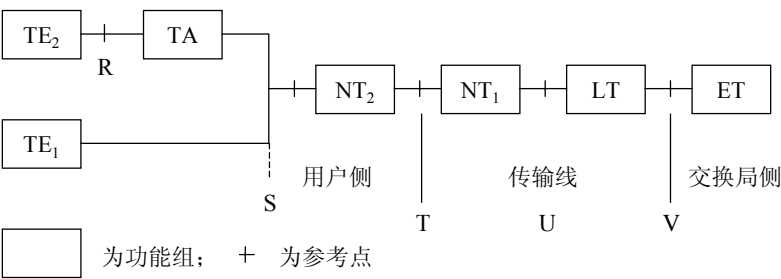 TE₂ TA
R
NT₂ NT₁ LT ET
TE₁
用户侧 传输线 交换局侧
S
T U V
为功能组； + 为参考点